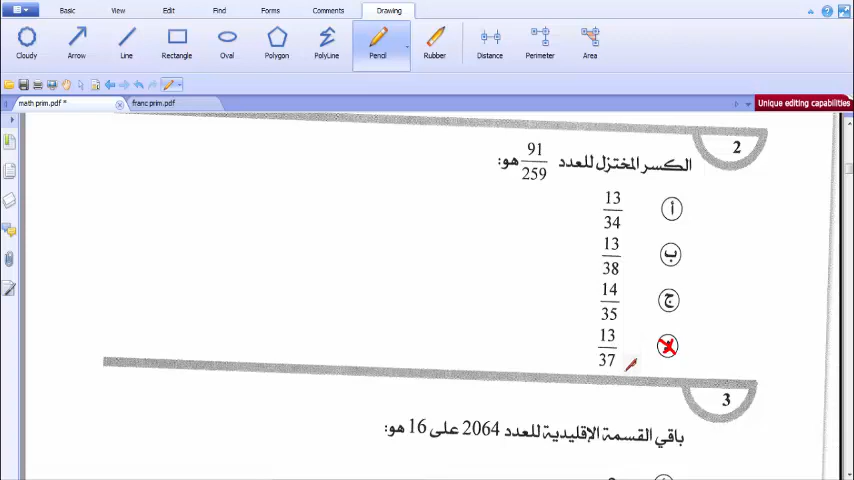 Basic View Edit Find Forms Comments Drawing
Cloudy Arrow Line Rectangle Oval Polygon PolyLine Pencil Rubber Distance Perimeter Area
math prim.pdf * franc prim.pdf Unique editing capabilities
2
الكسر المختزل للعدد 91/259 هو:
أ 13/34
ب 13/38
ج 14/35
13/37
3
باقي القسمة الإقليدية للعدد 2064 على 16 هو: